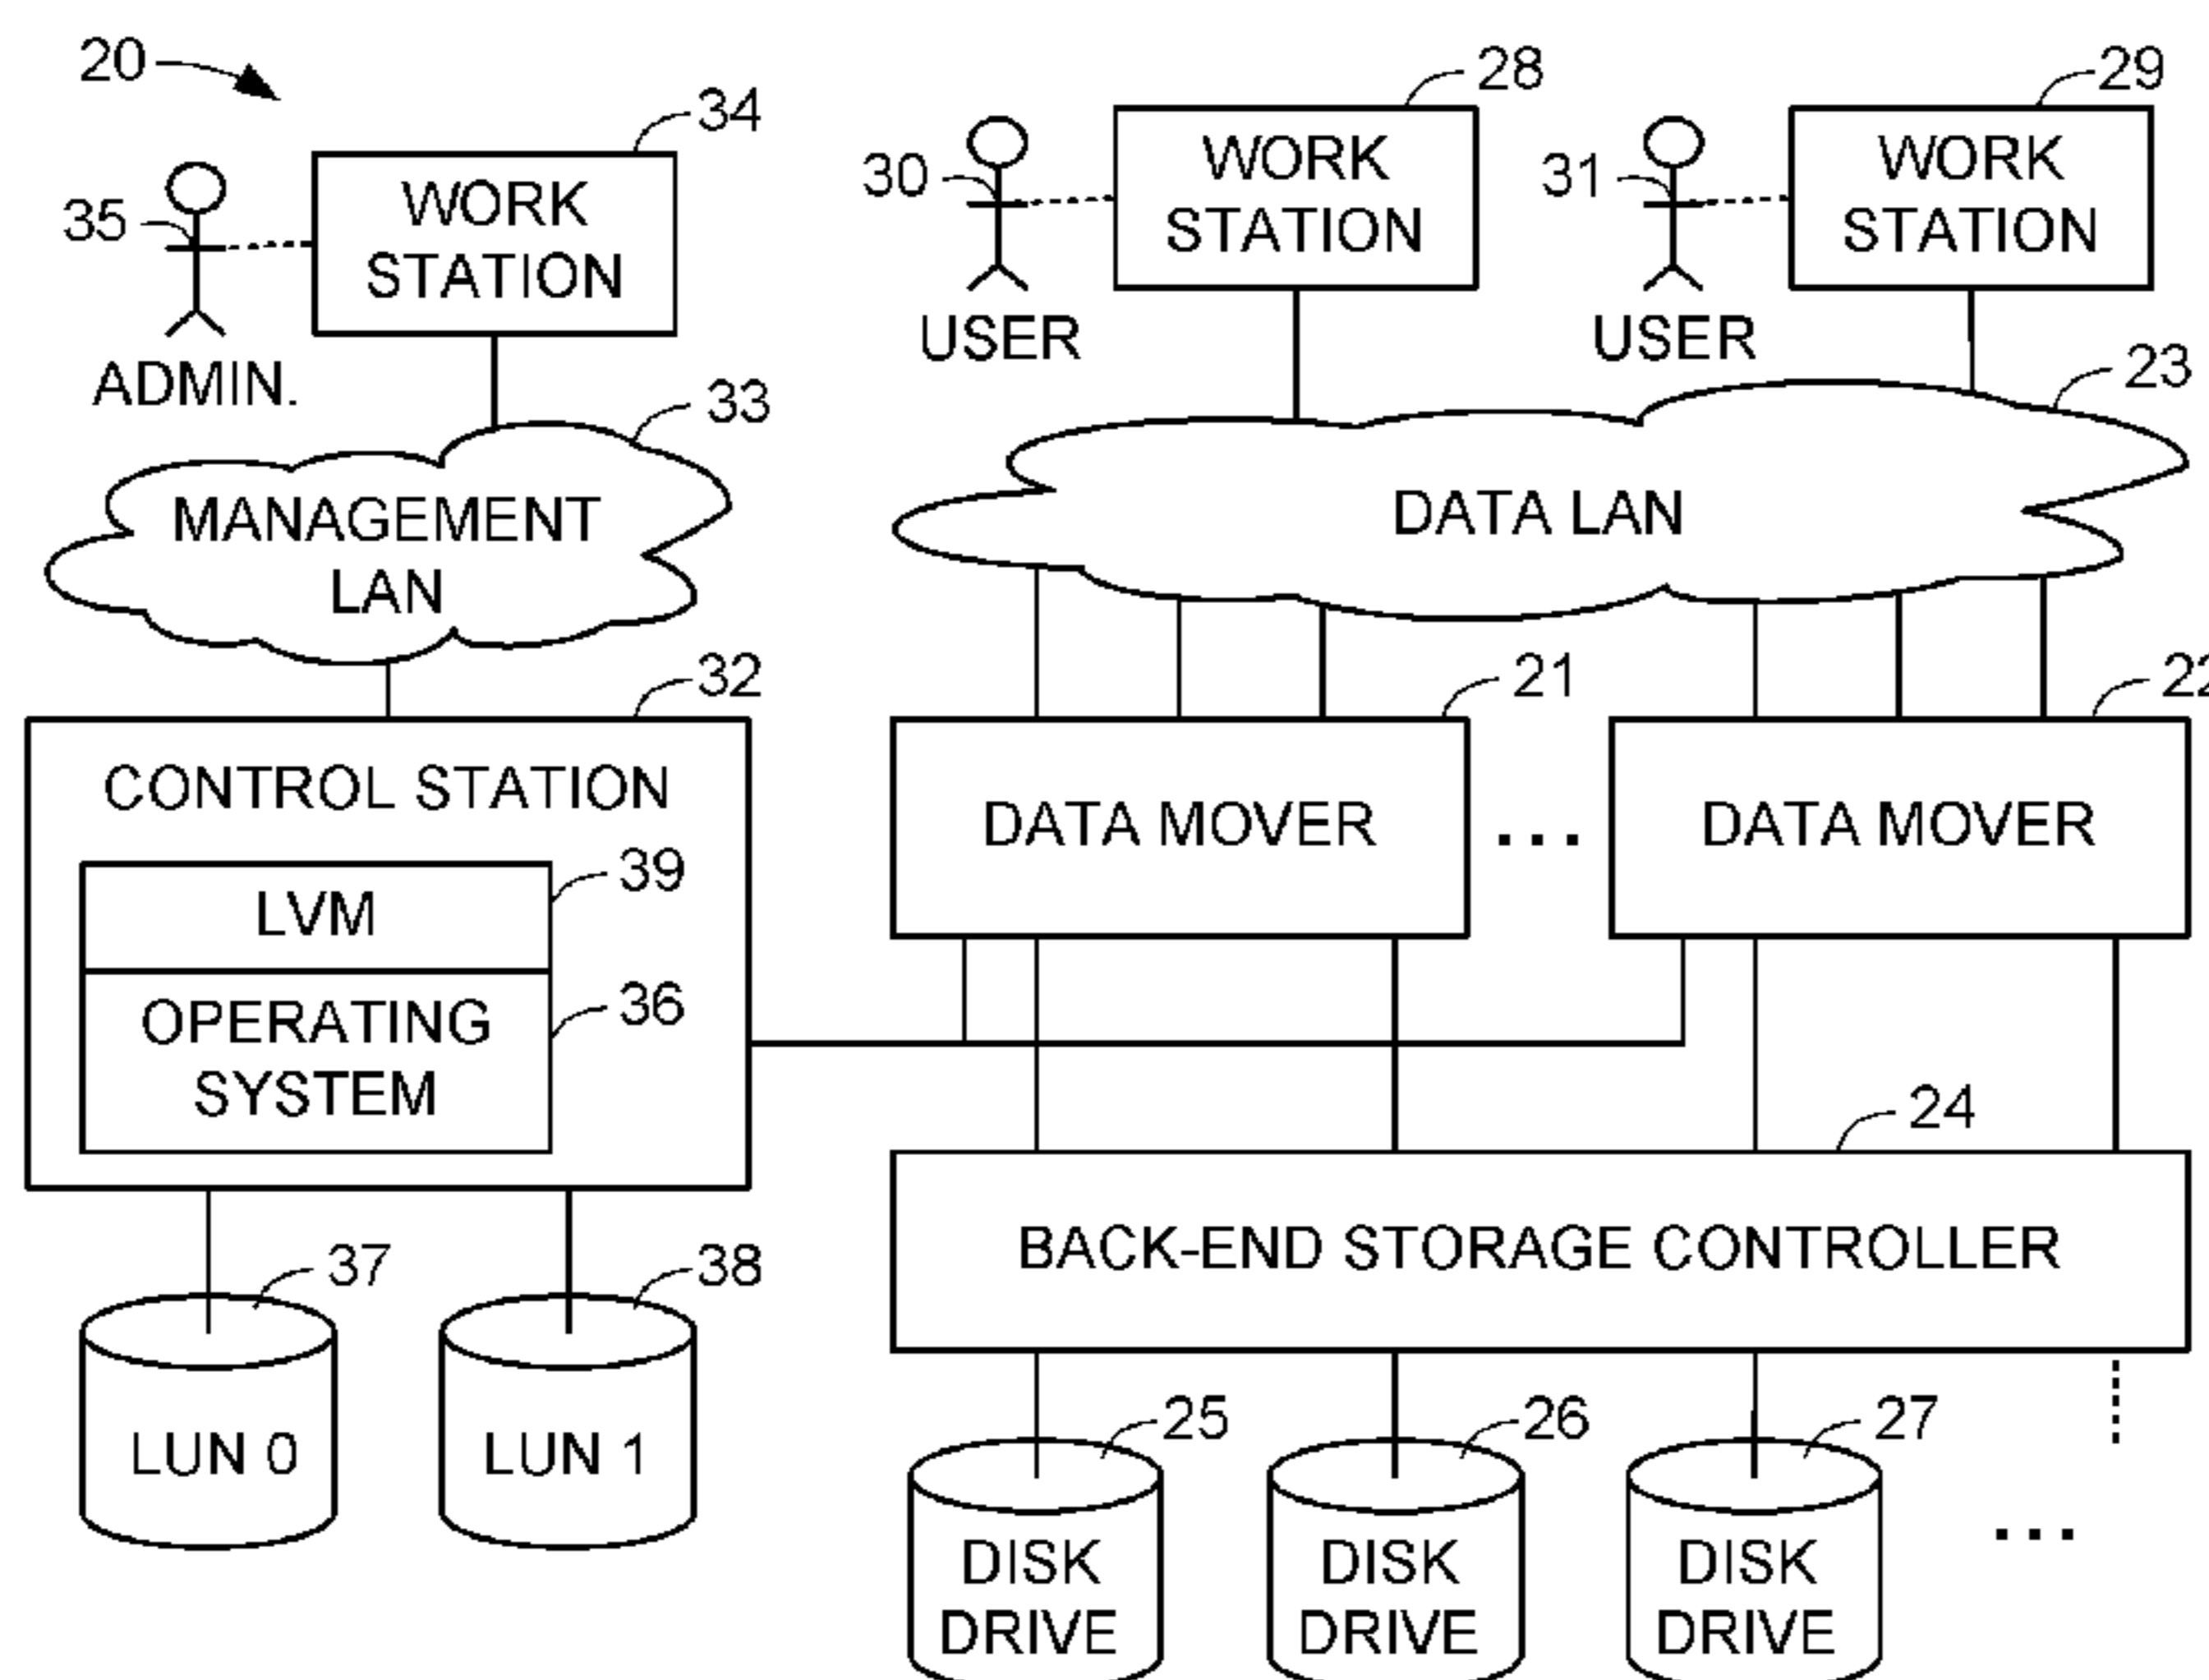 20
34
WORK
STATION
35
ADMIN.
28
WORK
STATION
30
USER
29
WORK
STATION
31
USER
33
MANAGEMENT
LAN
23
DATA LAN
32
CONTROL STATION
39
LVM
36
OPERATING
SYSTEM
21
DATA MOVER
...
22
DATA MOVER
24
BACK-END STORAGE CONTROLLER
37
LUN 0
38
LUN 1
25
DISK
DRIVE
26
DISK
DRIVE
27
DISK
DRIVE
...